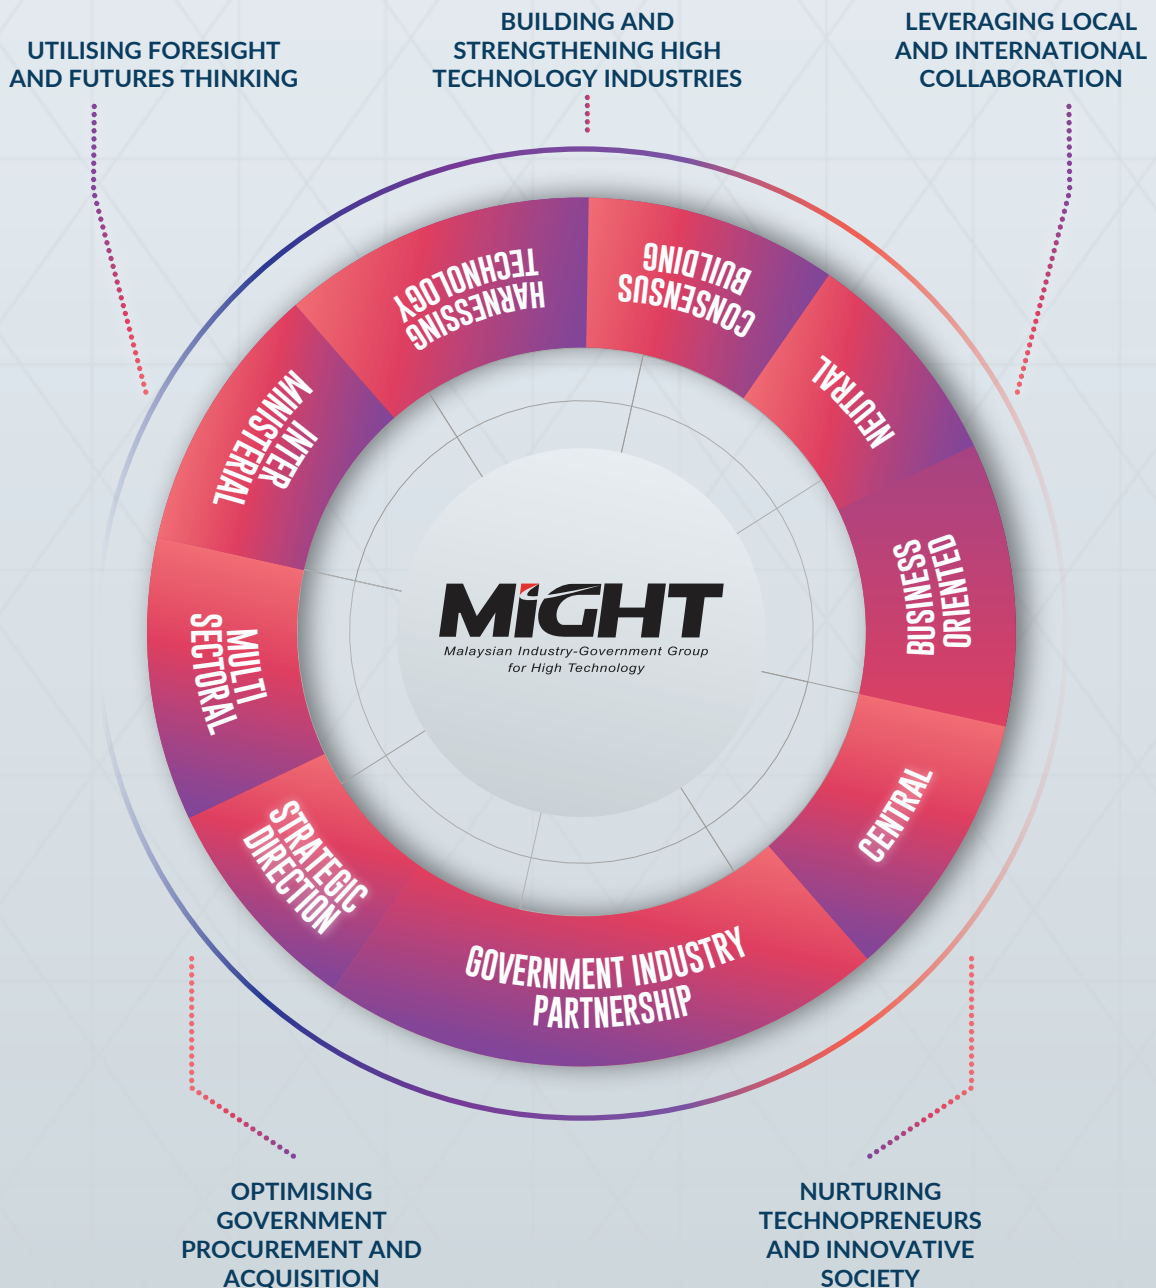 BUILDING AND
STRENGTHENING HIGH
TECHNOLOGY INDUSTRIES
UTILISING FORESIGHT
AND FUTURES THINKING
LEVERAGING LOCAL
AND INTERNATIONAL
COLLABORATION
HARNESSING
TECHNOLOGY
CONSENSUS
BUILDING
NEUTRAL
BUSINESS
ORIENTED
CENTRAL
GOVERNMENT INDUSTRY
PARTNERSHIP
STRATEGIC
DIRECTION
MULTI
SECTORAL
INTER
MINISTERIAL
MiGHT
Malaysian Industry-Government Group
for High Technology
OPTIMISING
GOVERNMENT
PROCUREMENT AND
ACQUISITION
NURTURING
TECHNOPRENEURS
AND INNOVATIVE
SOCIETY